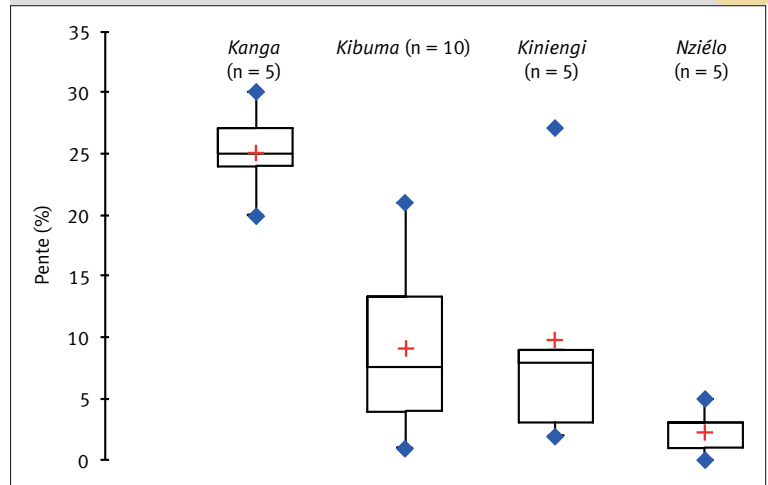 Kanga
(n = 5)
Kibuma (n = 10)
Kiniengi
(n = 5)
Nziélo
(n = 5)
Pente (%)
35
30
25
20
15
10
5
0